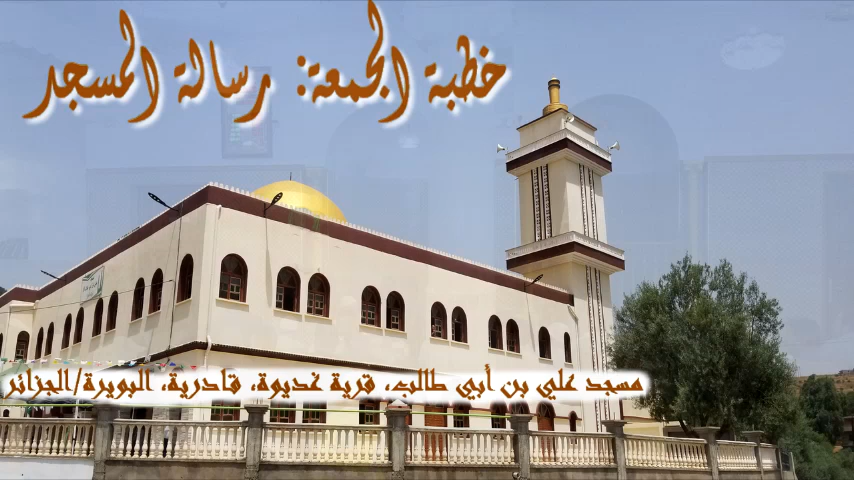 خطبة الجمعة: رسالة المسجد
مسجد علي بن أبي طالب، قرية غديوة، قادرية، البويرة/الجزائر